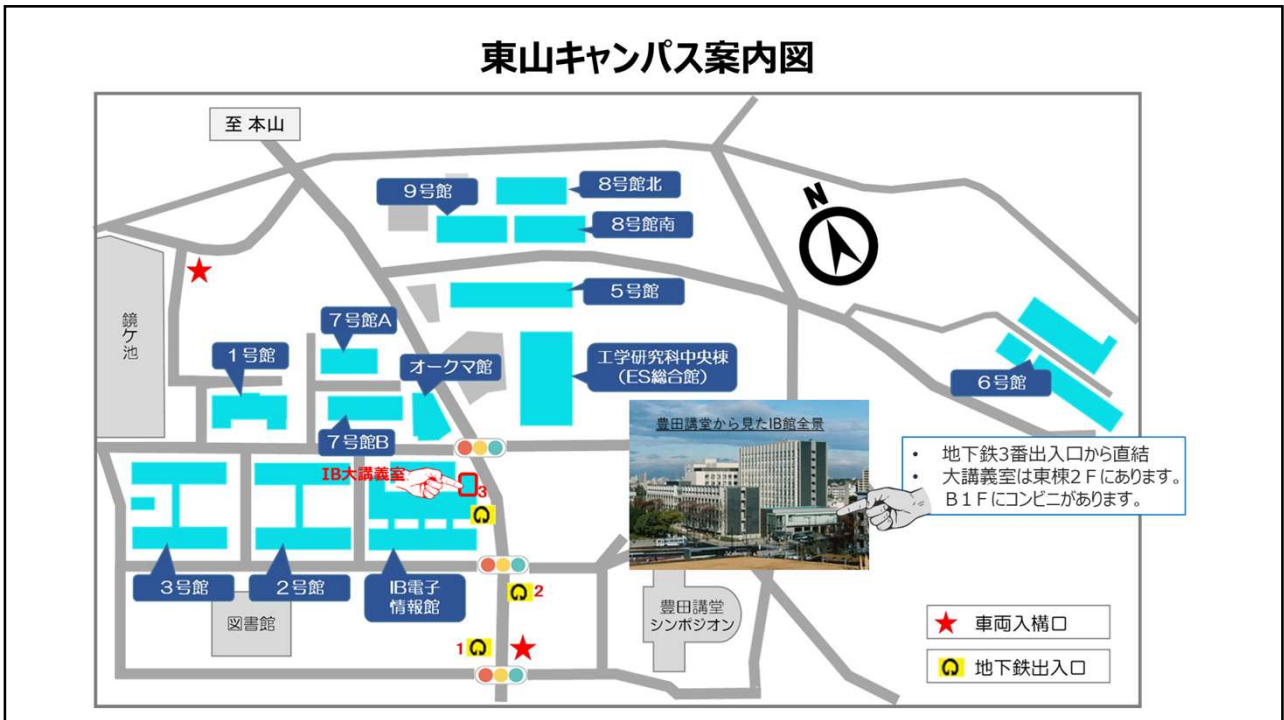 東山キャンパス案内図
至 本山
N
9号館
8号館北
8号館南
5号館
鏡ケ池
7号館A
1号館
オークマ館
工学研究科中央棟
(ES総合館)
6号館
7号館B
豊田講堂から見たIB館全景
・ 地下鉄3番出入口から直結
・ 大講義室は東棟2Fにあります。
B1Fにコンビニがあります。
IB大講義室
3
3号館
2号館
IB電子
情報館
2
図書館
豊田講堂
シンポジオン
1
★ 車両入構口
地下鉄出入口